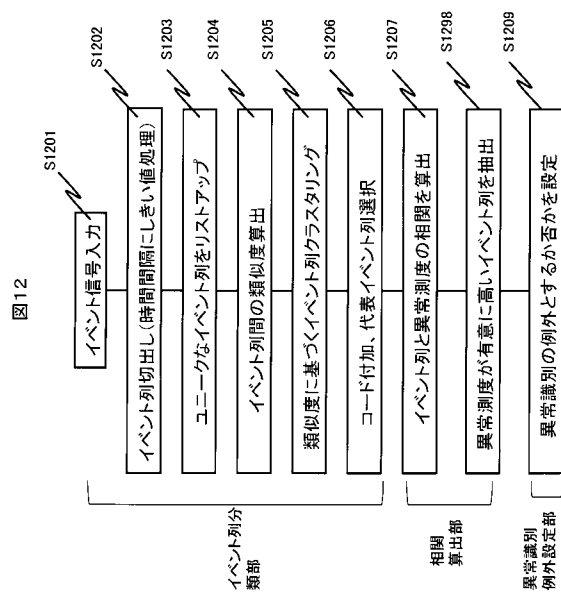 図12
イベント信号入力
S1201
イベント列切出し(時間間隔にしきい値処理)
S1202
ユニークなイベント列をリストアップ
S1203
イベント列間の類似度算出
S1204
類似度に基づくイベント列クラスタリング
S1205
コード付加、代表イベント列選択
S1206
イベント列と異常測度の相関を算出
S1207
異常測度が有意に高いイベント列を抽出
S1298
異常識別の例外とするか否かを設定
S1209
イベント列分
類部
相関
算出部
異常識別
例外設定部